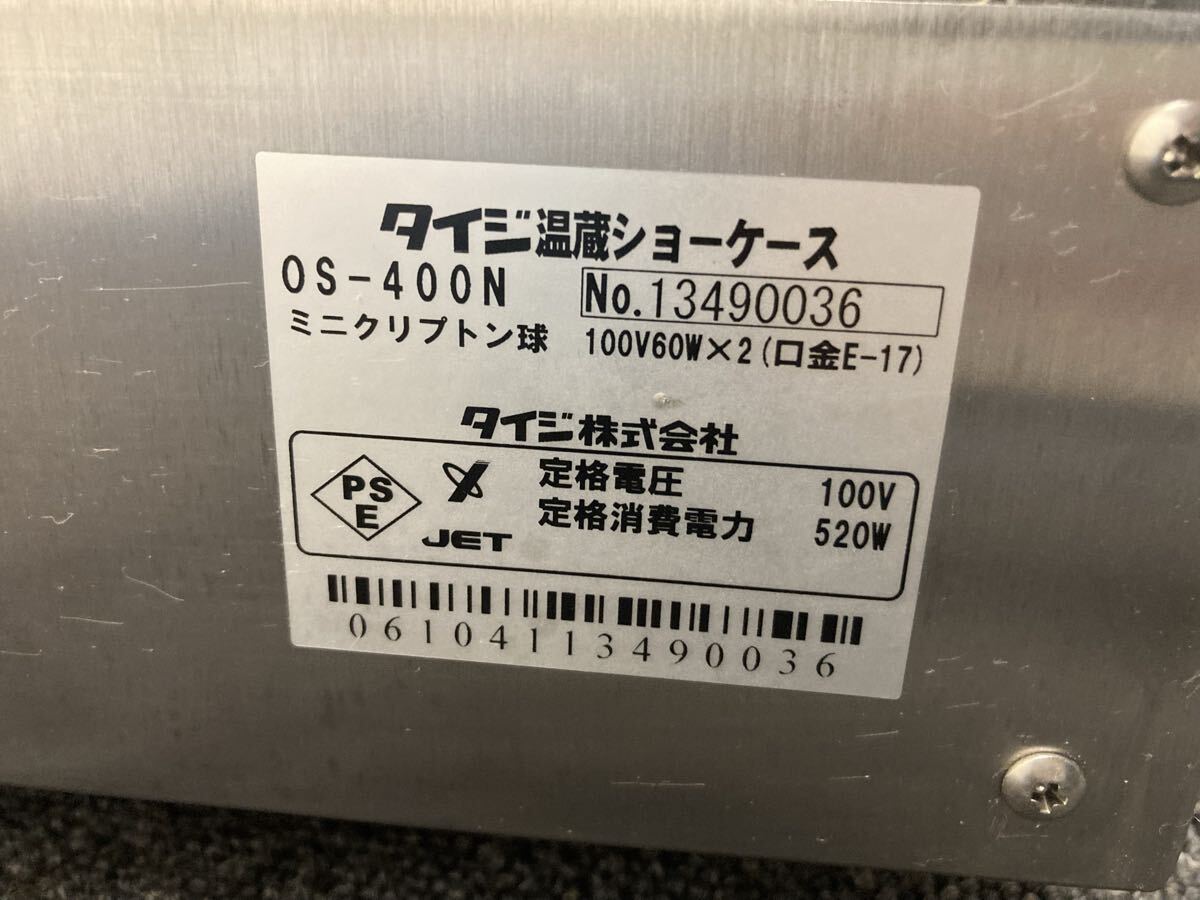 タイジ温蔵ショーケース
OS-400N No.13490036
ミニクリプトン球 100V60W×2(口金E-17)
タイジ株式会社
PS
E
JET
定格電圧 100V
定格消費電力 520W
0610411349​0036